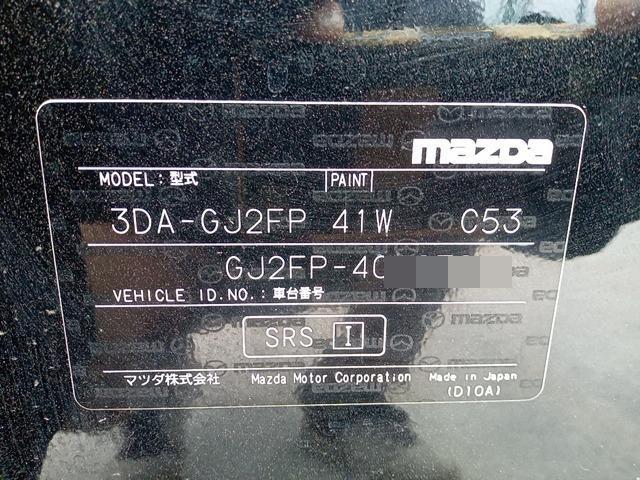 mazda
MODEL: 型式 PAINT
3DA-GJ2FP 41W C53
GJ2FP-40
VEHICLE ID.NO.: 車台番号
SRS I
マツダ株式会社 Mazda Motor Corporation Made in Japan
(D10A)